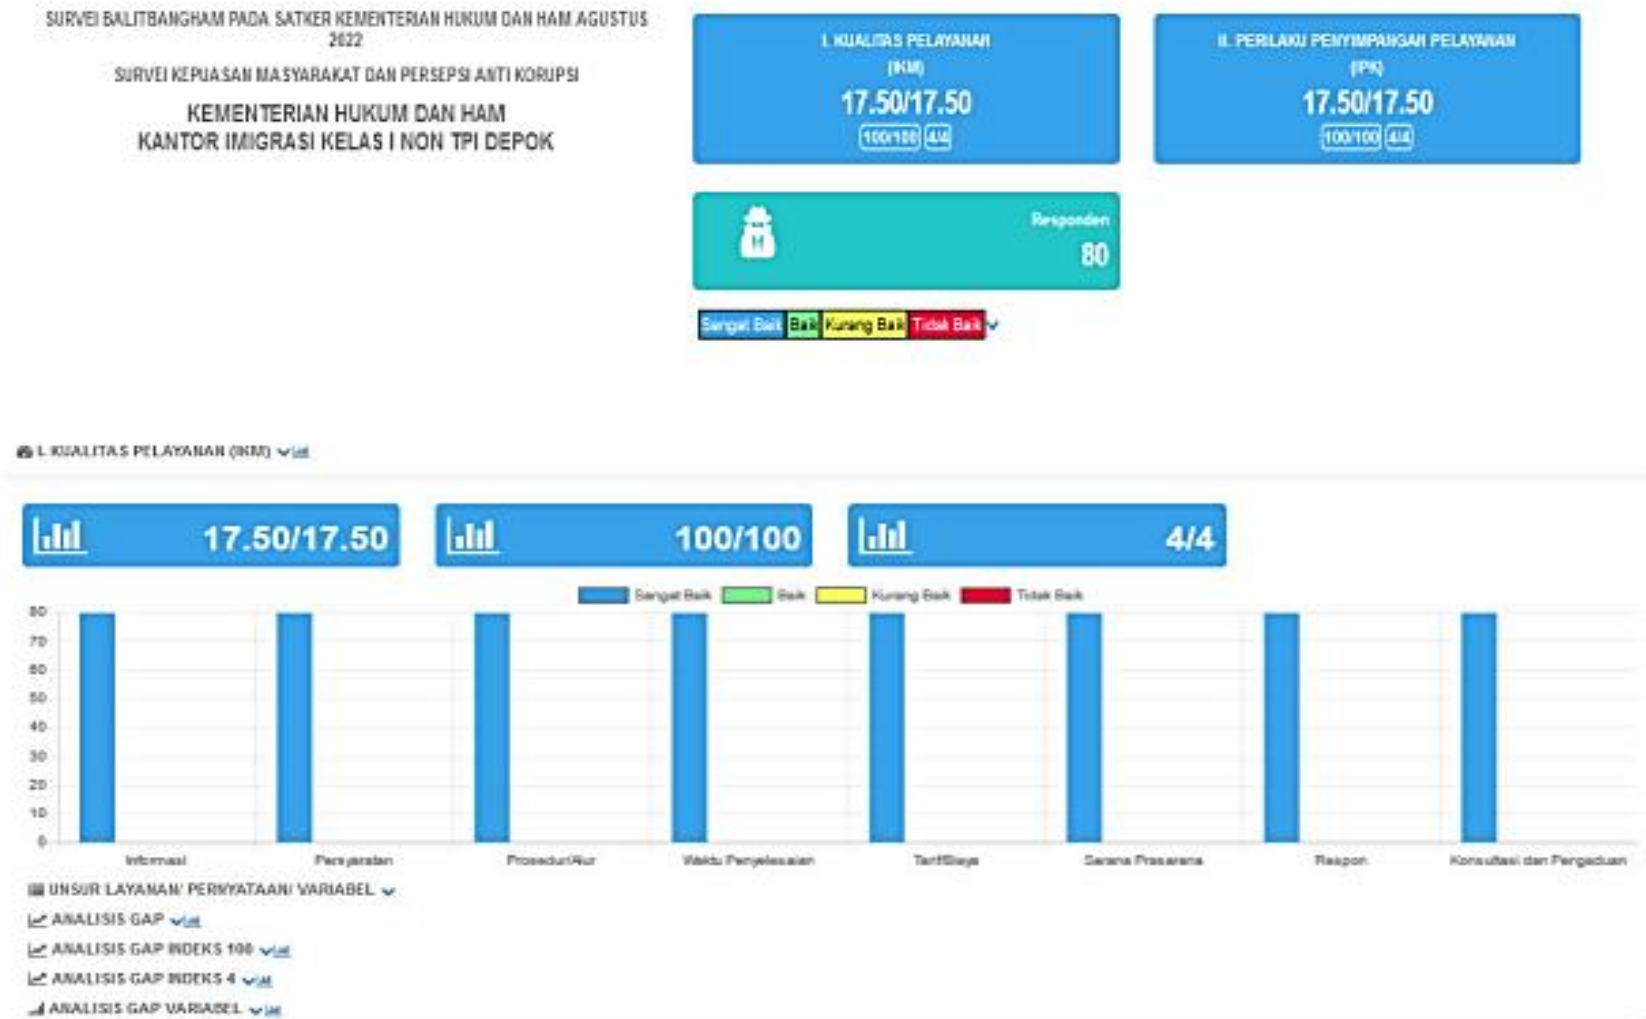 SURVEI BALITBANGHAM PADA SATKER KEMENTERIAN HUKUM DAN HAM AGUSTUS
2022
SURVEI KEPUASAN MASYARAKAT DAN PERSEPSI ANTI KORUPSI
KEMENTERIAN HUKUM DAN HAM
KANTOR IMIGRASI KELAS I NON TPI DEPOK
I. KUALITAS PELAYANAN
(IKM)
17.50/17.50
100/100 4/4
II. PERILAKU PENYIMPANGAN PELAYANAN
(IPK)
17.50/17.50
100/100 4/4
Responden
80
Sangat Baik Baik Kurang Baik Tidak Baik
I. KUALITAS PELAYANAN (IKM)
17.50/17.50
100/100
4/4
Sangat Baik Baik Kurang Baik Tidak Baik
80
70
60
50
40
30
20
10
0
Informasi Persyaratan Prosedur/Alur Waktu Penyelesaian Tarif/Biaya Sarana Prasarana Respon Konsultasi dan Pengaduan
UNSUR LAYANAN/ PERNYATAAN/ VARIABEL
ANALISIS GAP
ANALISIS GAP INDEKS 100
ANALISIS GAP INDEKS 4
ANALISIS GAP VARIABEL